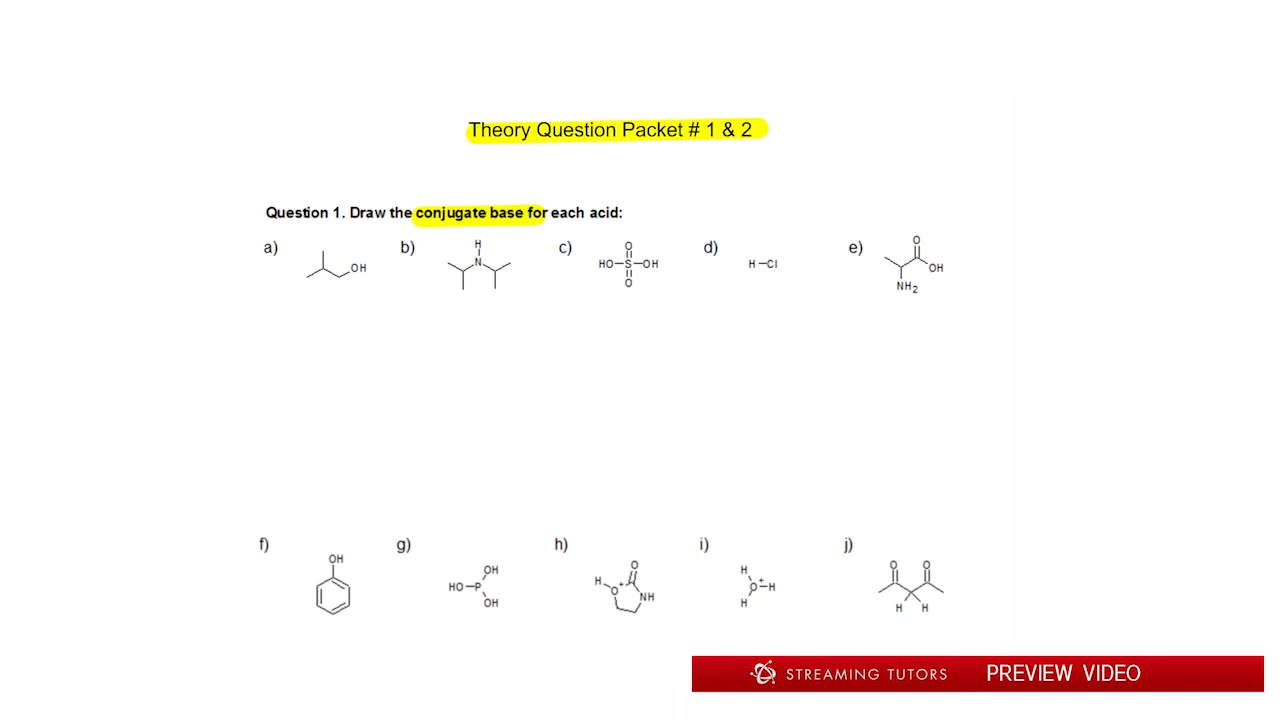 Theory Question Packet # 1 & 2
Question 1. Draw the conjugate base for each acid:
a) OH
b) H N
c) O HO S OH O
d) H Cl
e) O OH NH2
f) OH
g) OH HO P OH
h) H O + O NH
i) H O + H H
j) O O H H
STREAMING TUTORS PREVIEW VIDEO